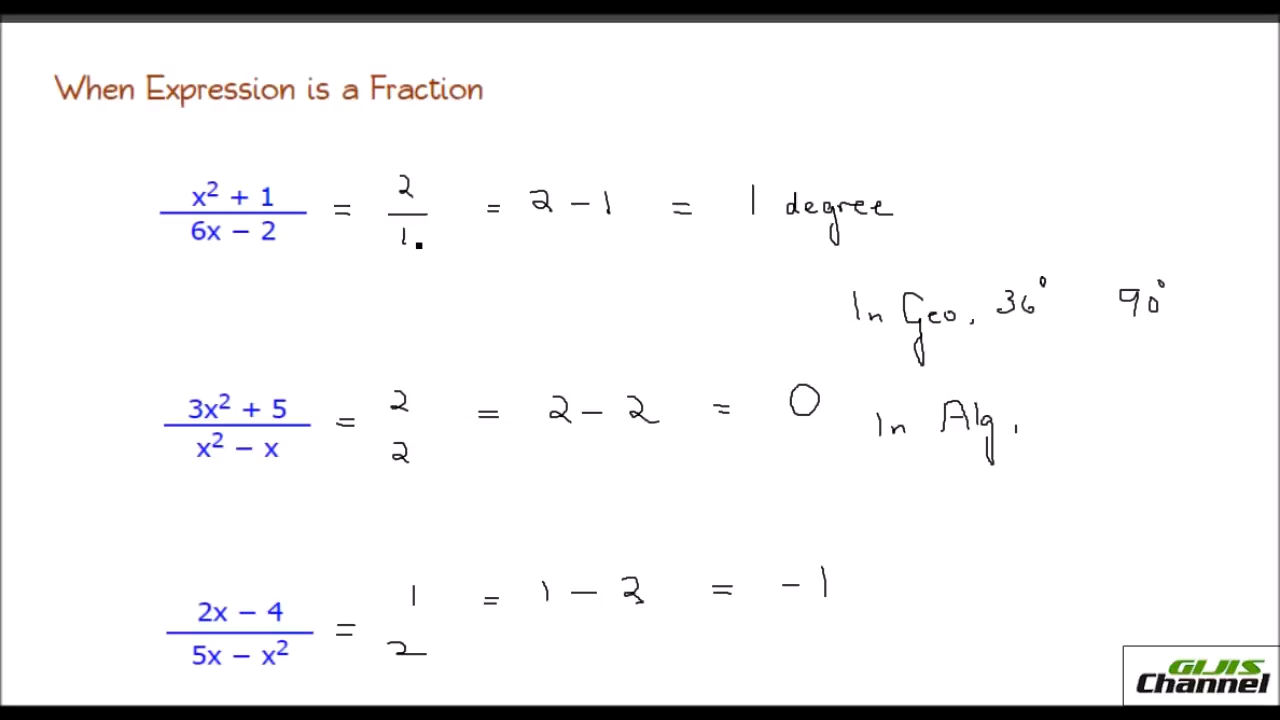 When Expression is a Fraction
x² + 1 / 6x − 2 = 2 / 1 = 2 − 1 = 1 degree
In Geo, 36° 90°
3x² + 5 / x² − x = 2 / 2 = 2 − 2 = 0
In Alg,
2x − 4 / 5x − x² = 1 / 2 = 1 − 2 = −1
GIJIS
Channel